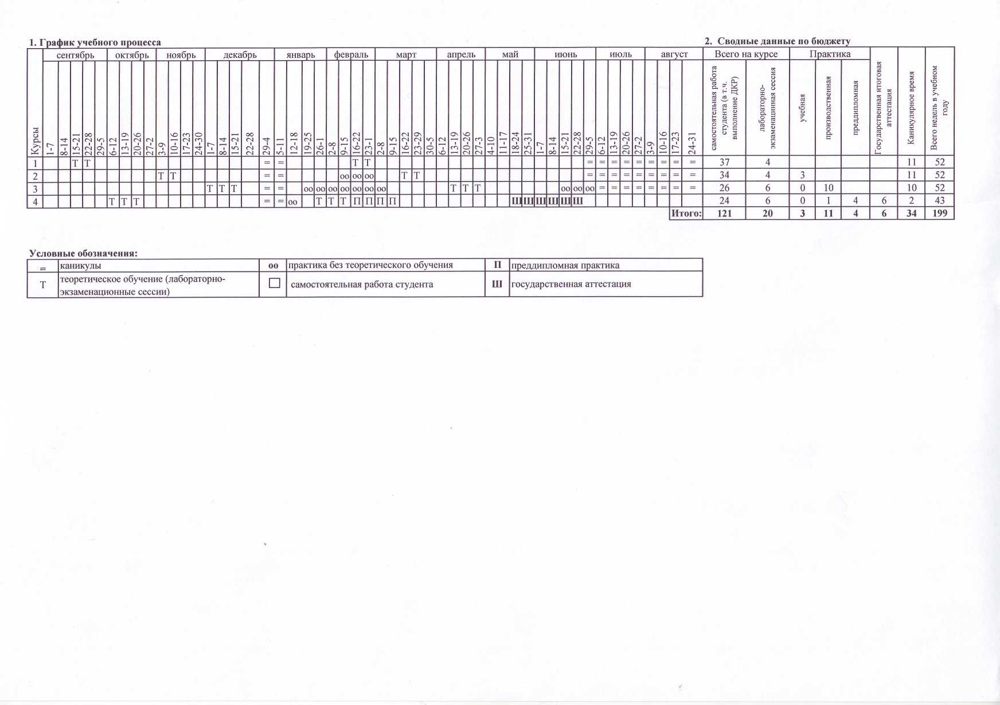 1. График учебного процесса
2. Сводные данные по бюджету
Курсы сентябрь октябрь ноябрь декабрь январь февраль март апрель май июнь июль август Всего на курсе Практика Государственная итоговая аттестация Каникулярное время Всего недель в учебном году
1-7 8-14 15-21 22-28 29-5 6-12 13-19 20-26 27-2 3-9 10-16 17-23 24-30 1-7 8-14 15-21 22-28 29-4 5-11 12-18 19-25 26-1 2-8 9-15 16-22 23-1 2-8 9-15 16-22 23-29 30-5 6-12 13-19 20-26 27-3 4-10 11-17 18-24 25-31 1-7 8-14 15-21 22-28 29-5 6-12 13-19 20-26 27-2 3-9 10-16 17-23 24-31 самостоятельная работа студента (в т.ч. выполнение ДКР) лабораторно-экзаменацинная сессия учебная производственная преддипломная
1 Т Т = = Т Т = = = = = = = = = 37 4 11 52
2 Т Т = = оо оо оо Т Т = = = = = = = = = 34 4 3 11 52
3 Т Т Т = = оо оо оо оо оо оо оо Т Т Т оо оо оо = = = = = = = = 26 6 0 10 10 52
4 Т Т Т = = оо Т Т Т П П П П Ш Ш Ш Ш Ш Ш 24 6 0 1 4 6 2 43
Итого: 121 20 3 11 4 6 34 199
Условные обозначения:
= каникулы оо практика без теоретического обучения П преддипломная практика
Т теоретическое обучение (лабораторно-
экзаменационные сессии) самостоятельная работа студента Ш государственная аттестация